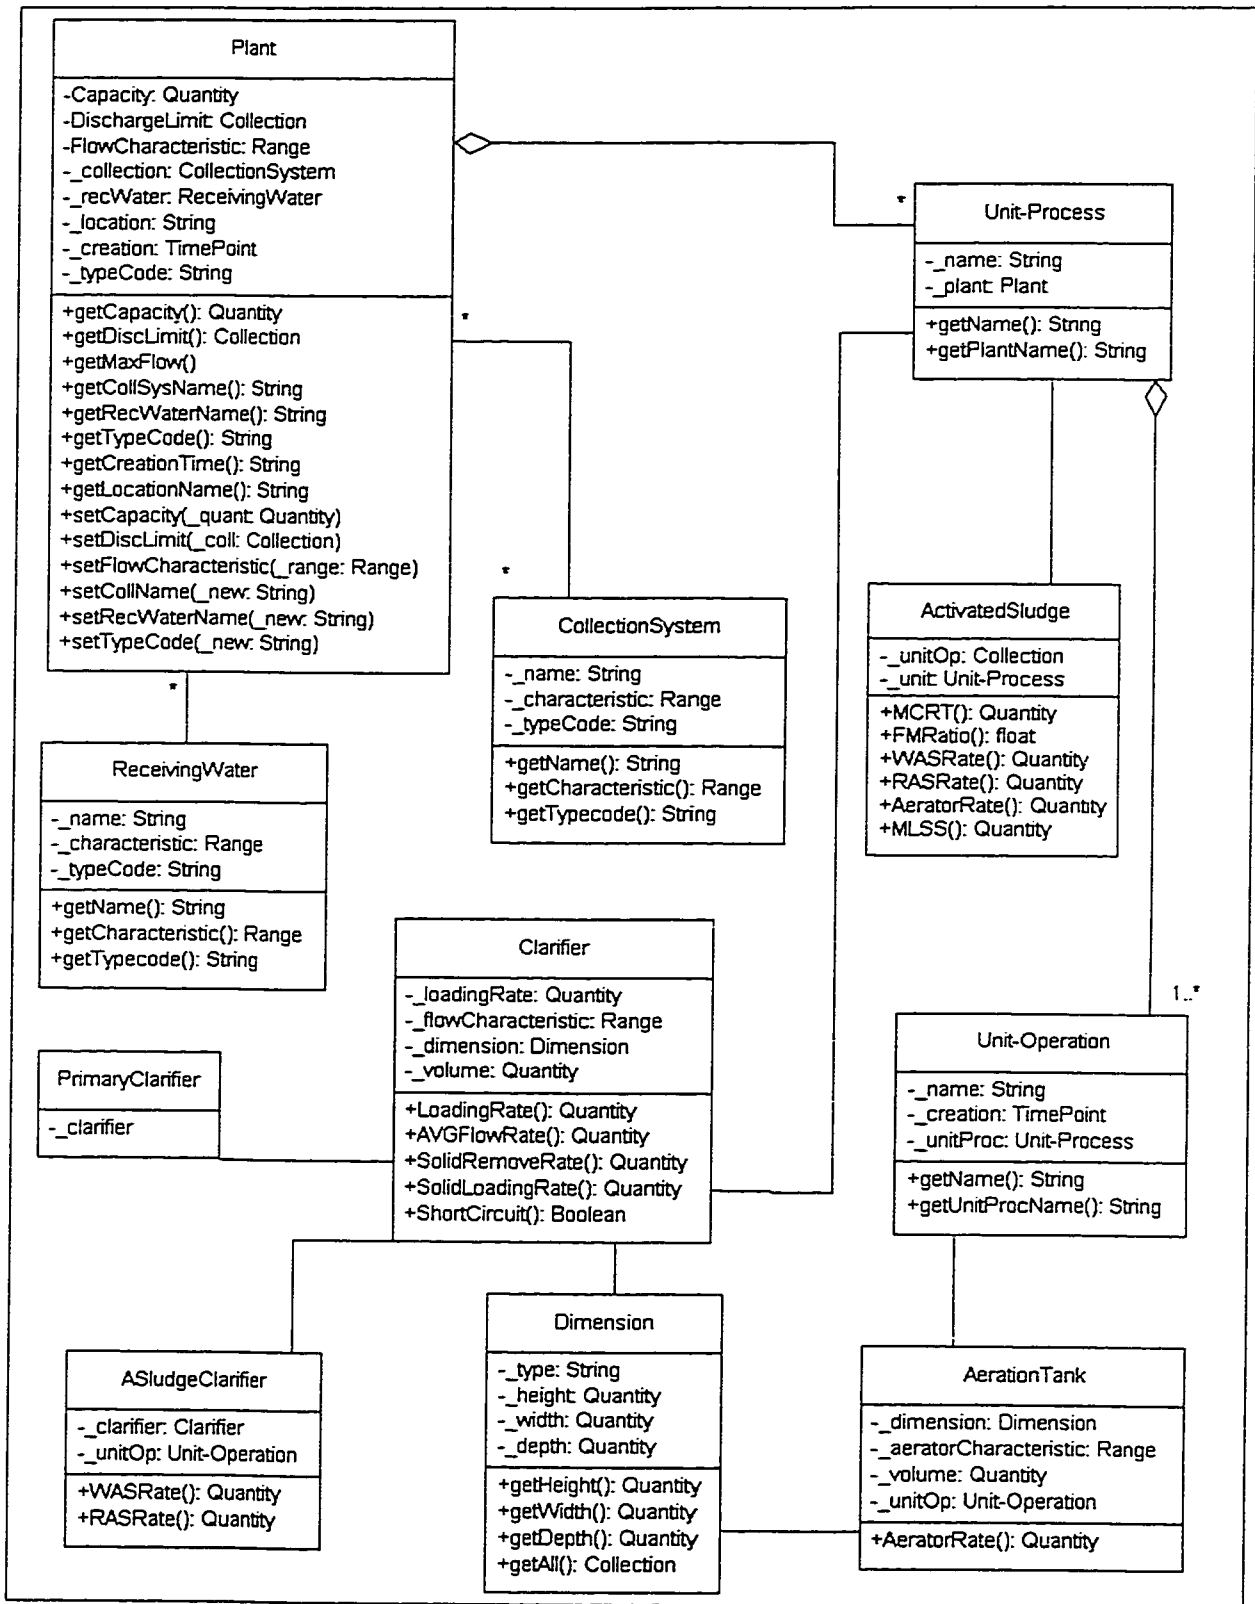 Plant
-Capacity: Quantity
-DischargeLimit: Collection
-FlowCharacteristic: Range
-_collection: CollectionSystem
-_recWater: ReceivingWater
-_location: String
-_creation: TimePoint
-_typeCode: String
+getCapacity(): Quantity
+getDiscLimit(): Collection
+getMaxFlow()
+getCollSysName(): String
+getRecWaterName(): String
+getTypeCode(): String
+getCreationTime(): String
+getLocationName(): String
+setCapacity(_quant: Quantity)
+setDiscLimit(_coll: Collection)
+setFlowCharacteristic(_range: Range)
+setCollName(_new: String)
+setRecWaterName(_new: String)
+setTypeCode(_new: String)
*
*
*
*
Unit-Process
-_name: String
-_plant: Plant
+getName(): String
+getPlantName(): String
CollectionSystem
-_name: String
-_characteristic: Range
-_typeCode: String
+getName(): String
+getCharacteristic(): Range
+getTypecode(): String
ActivatedSludge
-_unitOp: Collection
-_unit: Unit-Process
+MCRT(): Quantity
+FMRatio(): float
+WASRate(): Quantity
+RASRate(): Quantity
+AeratorRate(): Quantity
+MLSS(): Quantity
ReceivingWater
-_name: String
-_characteristic: Range
-_typeCode: String
+getName(): String
+getCharacteristic(): Range
+getTypecode(): String
Clarifier
-_loadingRate: Quantity
-_flowCharacteristic: Range
-_dimension: Dimension
-_volume: Quantity
+LoadingRate(): Quantity
+AVGFlowRate(): Quantity
+SolidRemoveRate(): Quantity
+SolidLoadingRate(): Quantity
+ShortCircuit(): Boolean
1..*
Unit-Operation
-_name: String
-_creation: TimePoint
-_unitProc: Unit-Process
+getName(): String
+getUnitProcName(): String
PrimaryClarifier
-_clarifier
ASludgeClarifier
-_clarifier: Clarifier
-_unitOp: Unit-Operation
+WASRate(): Quantity
+RASRate(): Quantity
Dimension
-_type: String
-_height: Quantity
-_width: Quantity
-_depth: Quantity
+getHeight(): Quantity
+getWidth(): Quantity
+getDepth(): Quantity
+getAll(): Collection
AerationTank
-_dimension: Dimension
-_aeratorCharacteristic: Range
-_volume: Quantity
-_unitOp: Unit-Operation
+AeratorRate(): Quantity